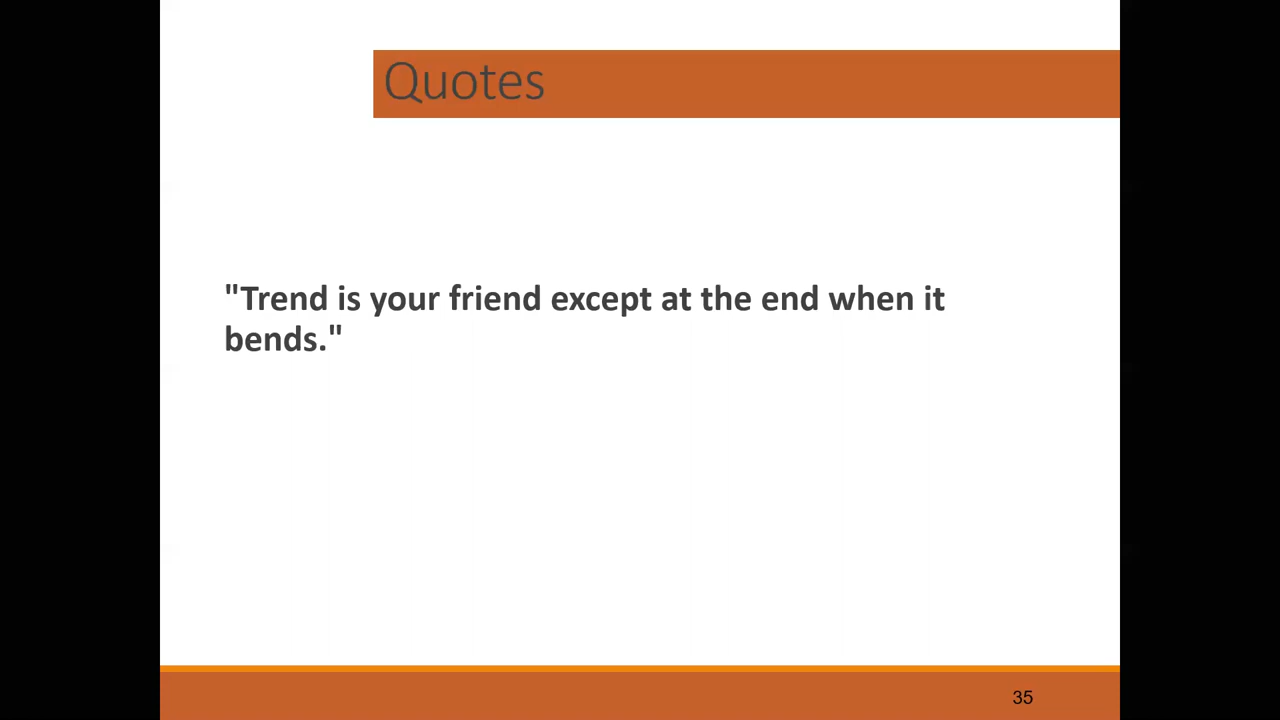 Quotes
"Trend is your friend except at the end when it
bends."
35